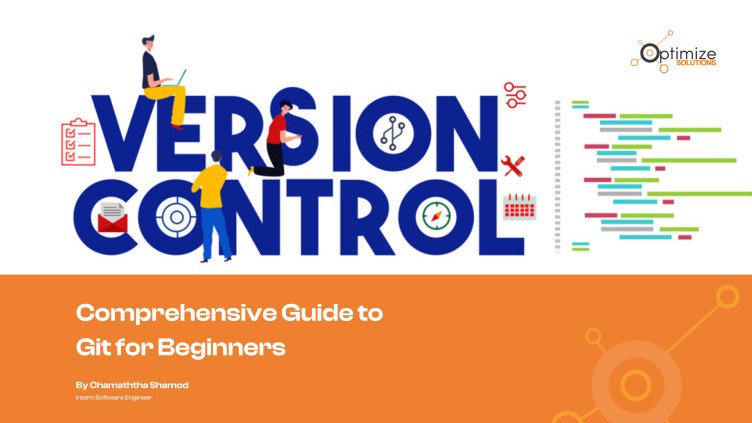 Optimize
SOLUTIONS
VERSION
CONTROL
Comprehensive Guide to
Git for Beginners
By Chamaththa Shamod
Intern Software Engineer